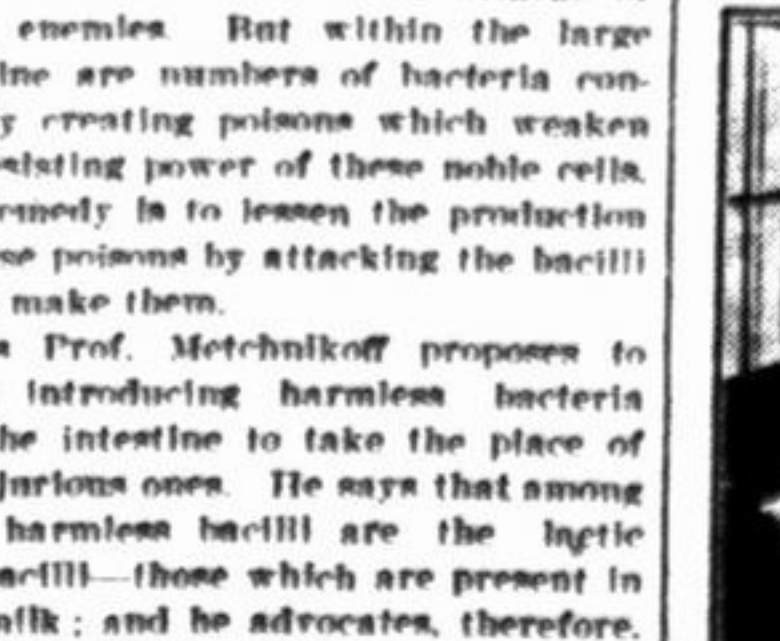 enemies. But within the large
ine are numbers of bacteria con-
y creating poisons which weaken
sisting power of these noble cells.
emedy is to lessen the production
se poisons by attacking the bacilli
make them.
Prof. Metchnikoff proposes to
introducing harmless bacteria
he intestine to take the place of
jurious ones. He says that among
harmless bacilli are the lactic
acilli—those which are present in
milk; and he advocates, therefore,